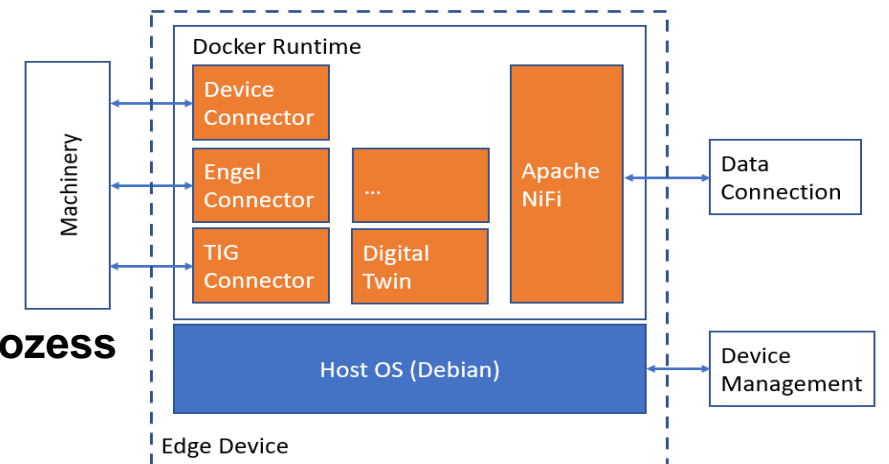 Docker Runtime
Machinery
Device
Connector
Engel
Connector
...
TIG
Connector
Digital
Twin
Apache
NiFi
Data
Connection
ozess
Host OS (Debian)
Device
Management
Edge Device